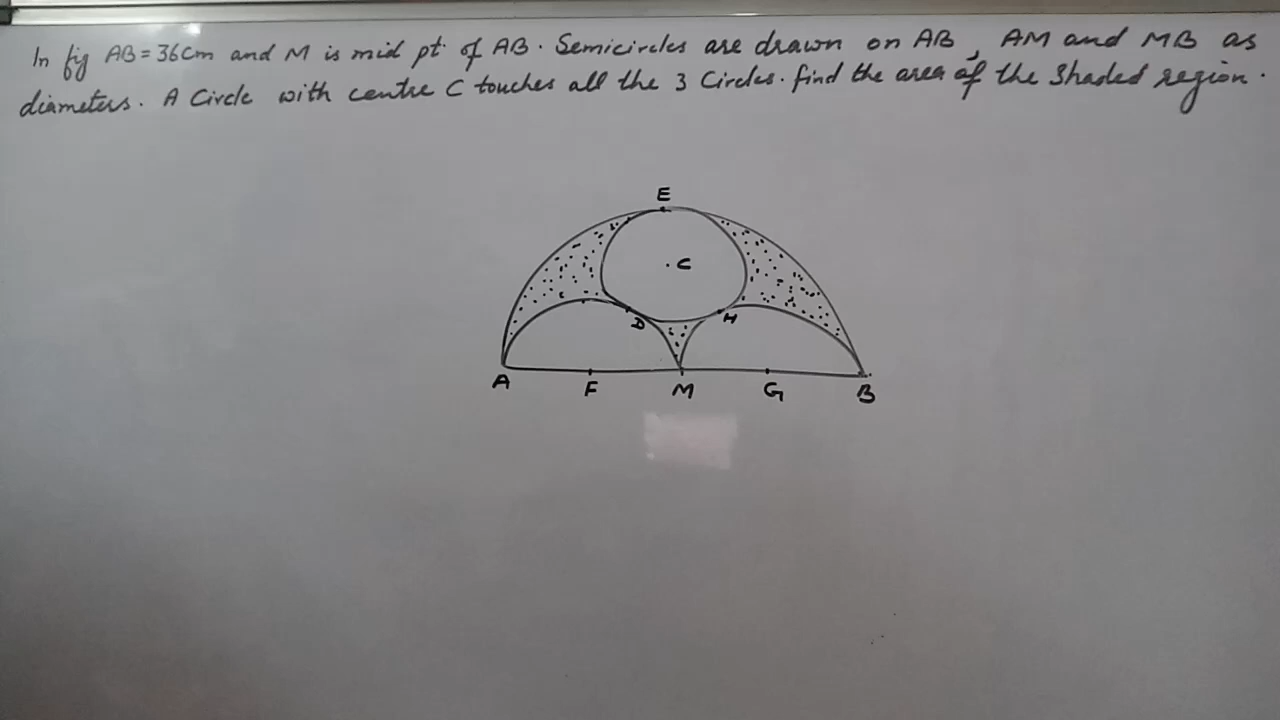 In fig AB = 36cm and M is mid pt. of AB. Semicircles are drawn on AB, AM and MB as
diameters. A Circle with centre C touches all the 3 Circles. find the area of the shaded region.
E
.C
D
H
A
F
M
G
B